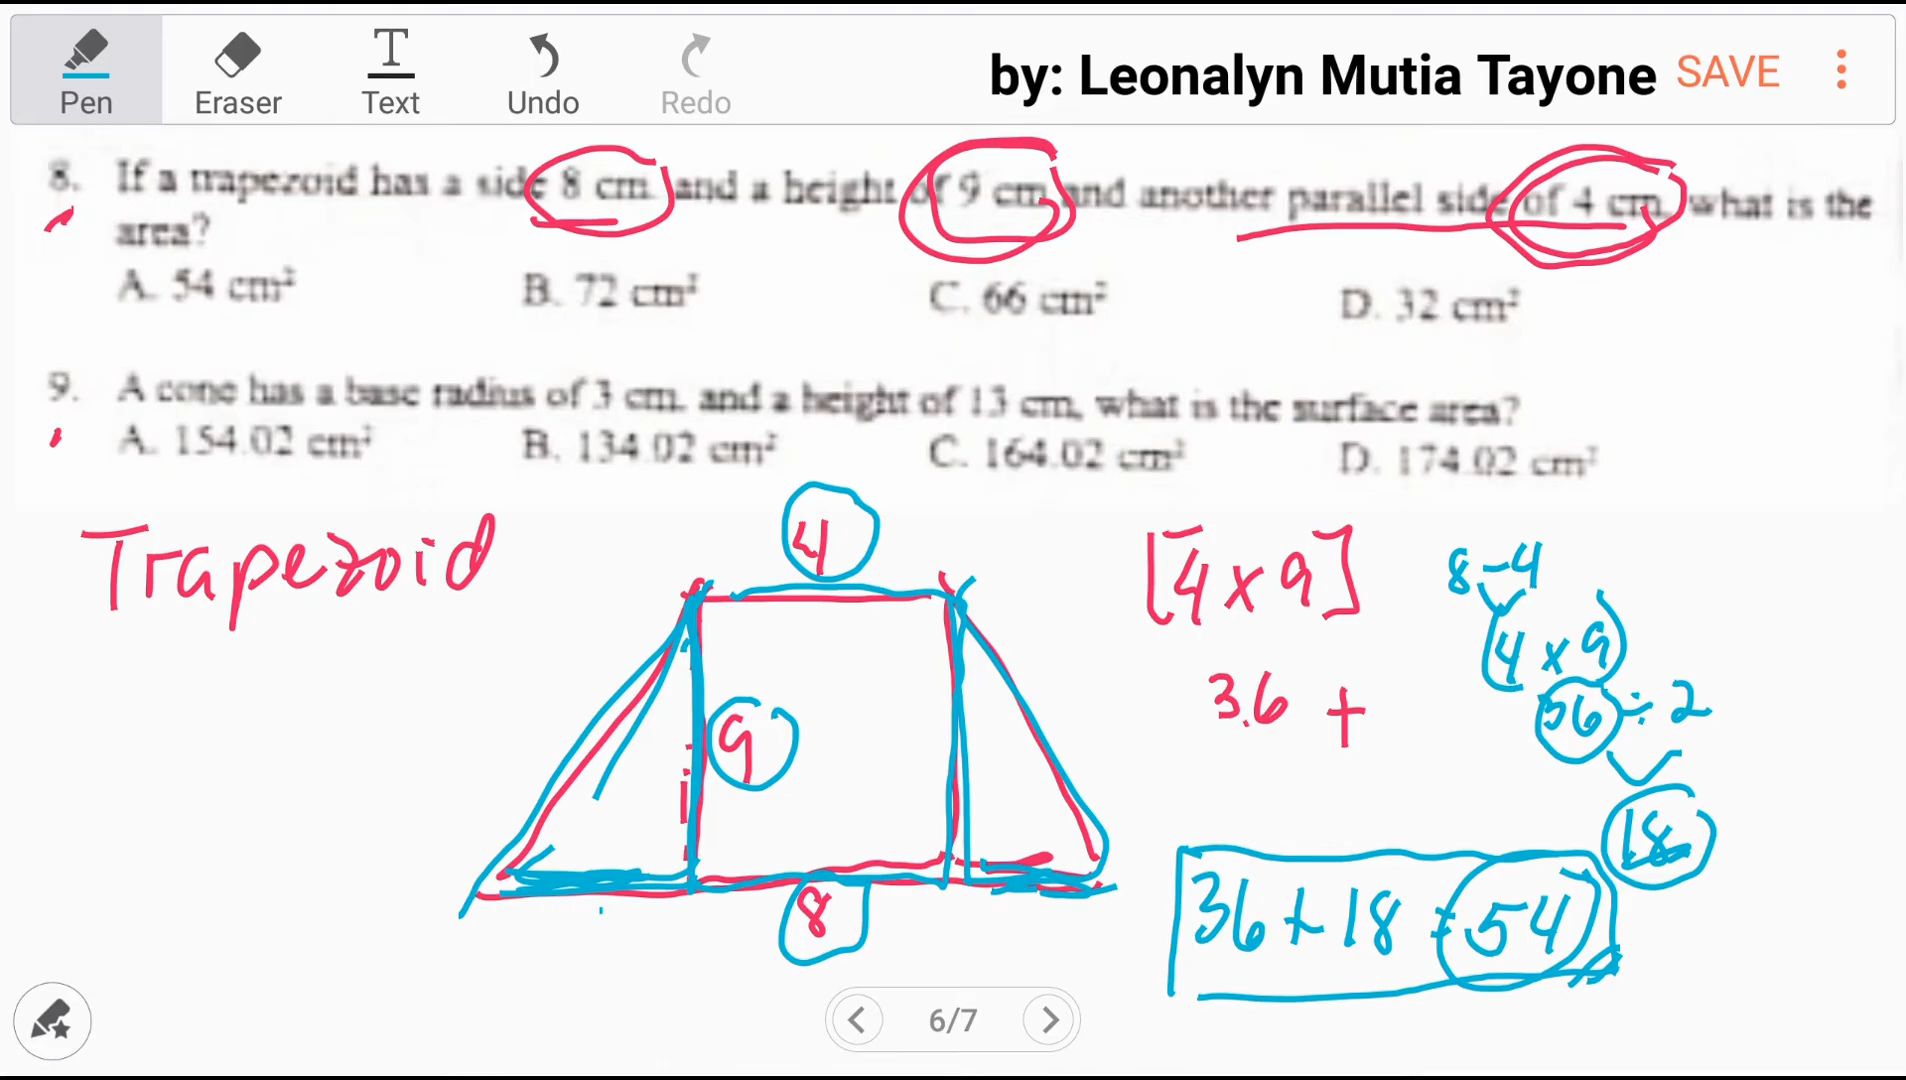 Pen
Eraser
Text
Undo
Redo
by: Leonalyn Mutia Tayone
SAVE
8. If a trapezoid has a side 8 cm. and a height of 9 cm and another parallel side of 4 cm, what is the
area?
A. 54 cm²
B. 72 cm²
C. 66 cm²
D. 32 cm²
9. A cone has a base radius of 3 cm. and a height of 13 cm, what is the surface area?
A. 154.02 cm²
B. 134.02 cm²
C. 164.02 cm²
D. 174.02 cm²
Trapezoid
4
9
8
[4 x 9]
36 +
8-4
(4 x 9)
36 ÷ 2
18
36 + 18 = 54
6/7